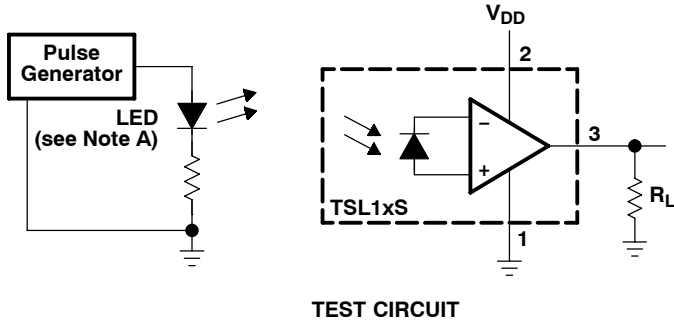 Pulse
Generator
LED
(see Note A)
VDD
2
−
+
3
TSL1xS
1
RL
TEST CIRCUIT